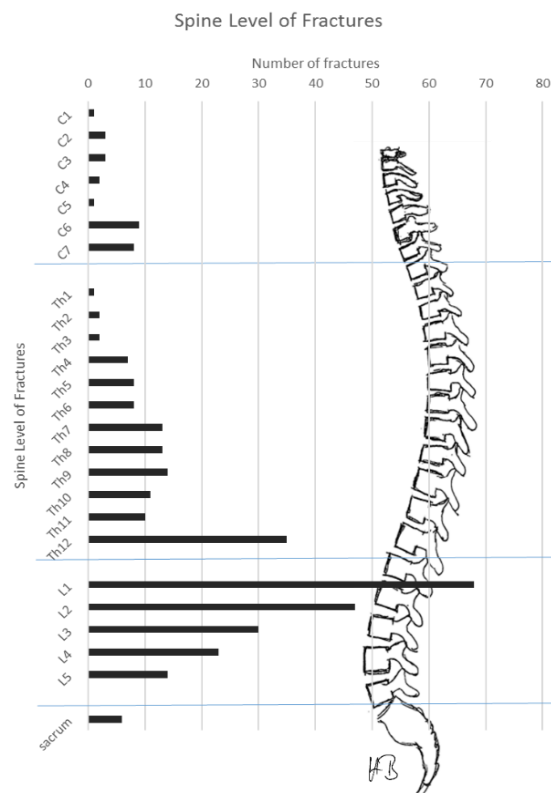 Spine Level of Fractures
Number of fractures
0 10 20 30 40 50 60 70 80
C1
C2
C3
C4
C5
C6
C7
Th1
Th2
Th3
Th4
Th5
Th6
Th7
Th8
Th9
Th10
Th11
Th12
L1
L2
L3
L4
L5
sacrum
Spine Level of Fractures
HB